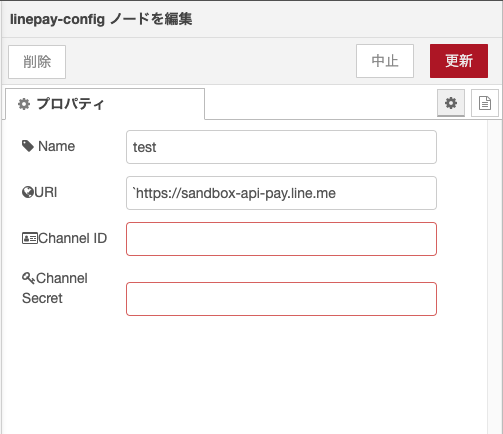 linepay-config ノードを編集
削除
中止
更新
プロパティ
Name
test
URI
`https://sandbox-api-pay.line.me
Channel ID
Channel
Secret